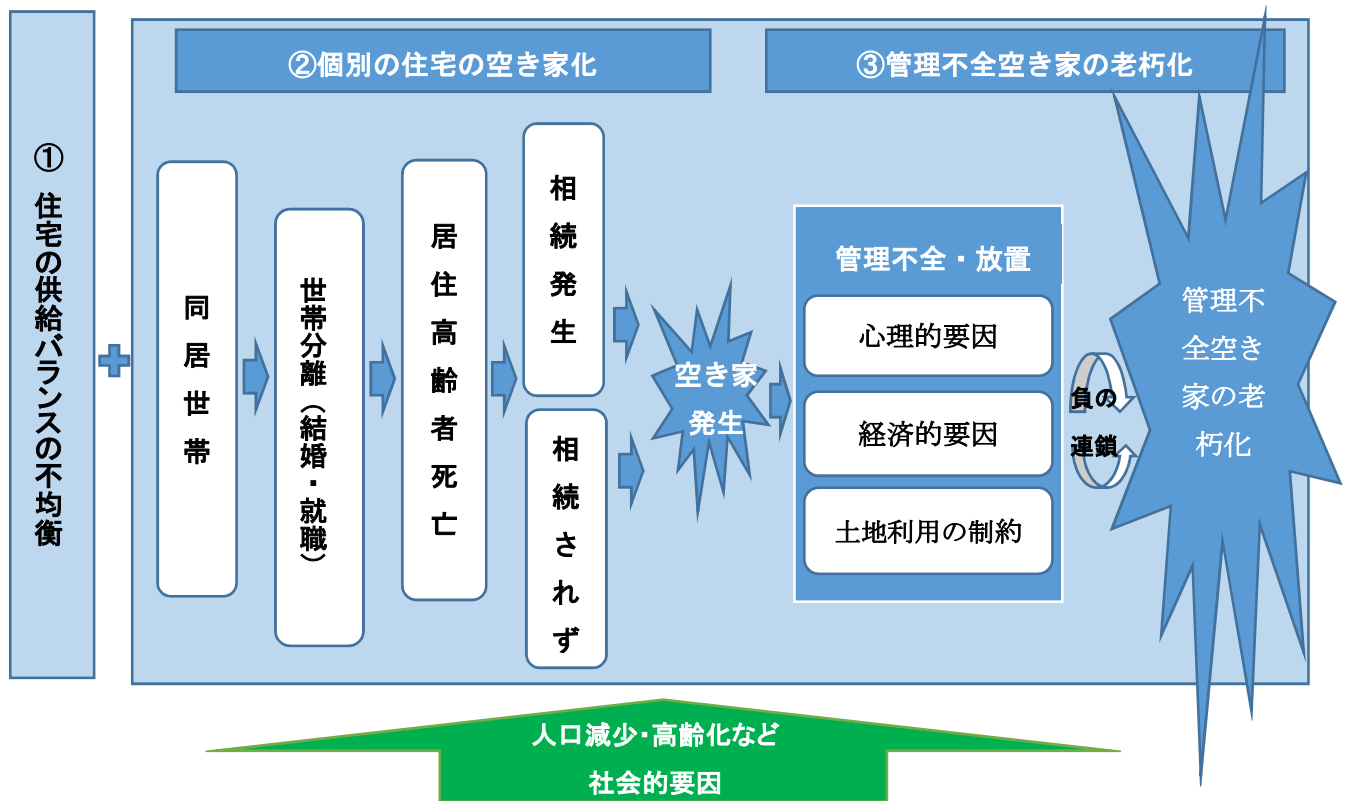 ① 住宅の供給バランスの不均衡
②個別の住宅の空き家化
同居世帯
世帯分離（結婚・就職）
居住高齢者死亡
相続発生
相続されず
空き家
発生
③管理不全空き家の老朽化
管理不全・放置
心理的要因
経済的要因
土地利用の制約
負の
連鎖
管理不
全空き
家の老
朽化
人口減少・高齢化など
社会的要因